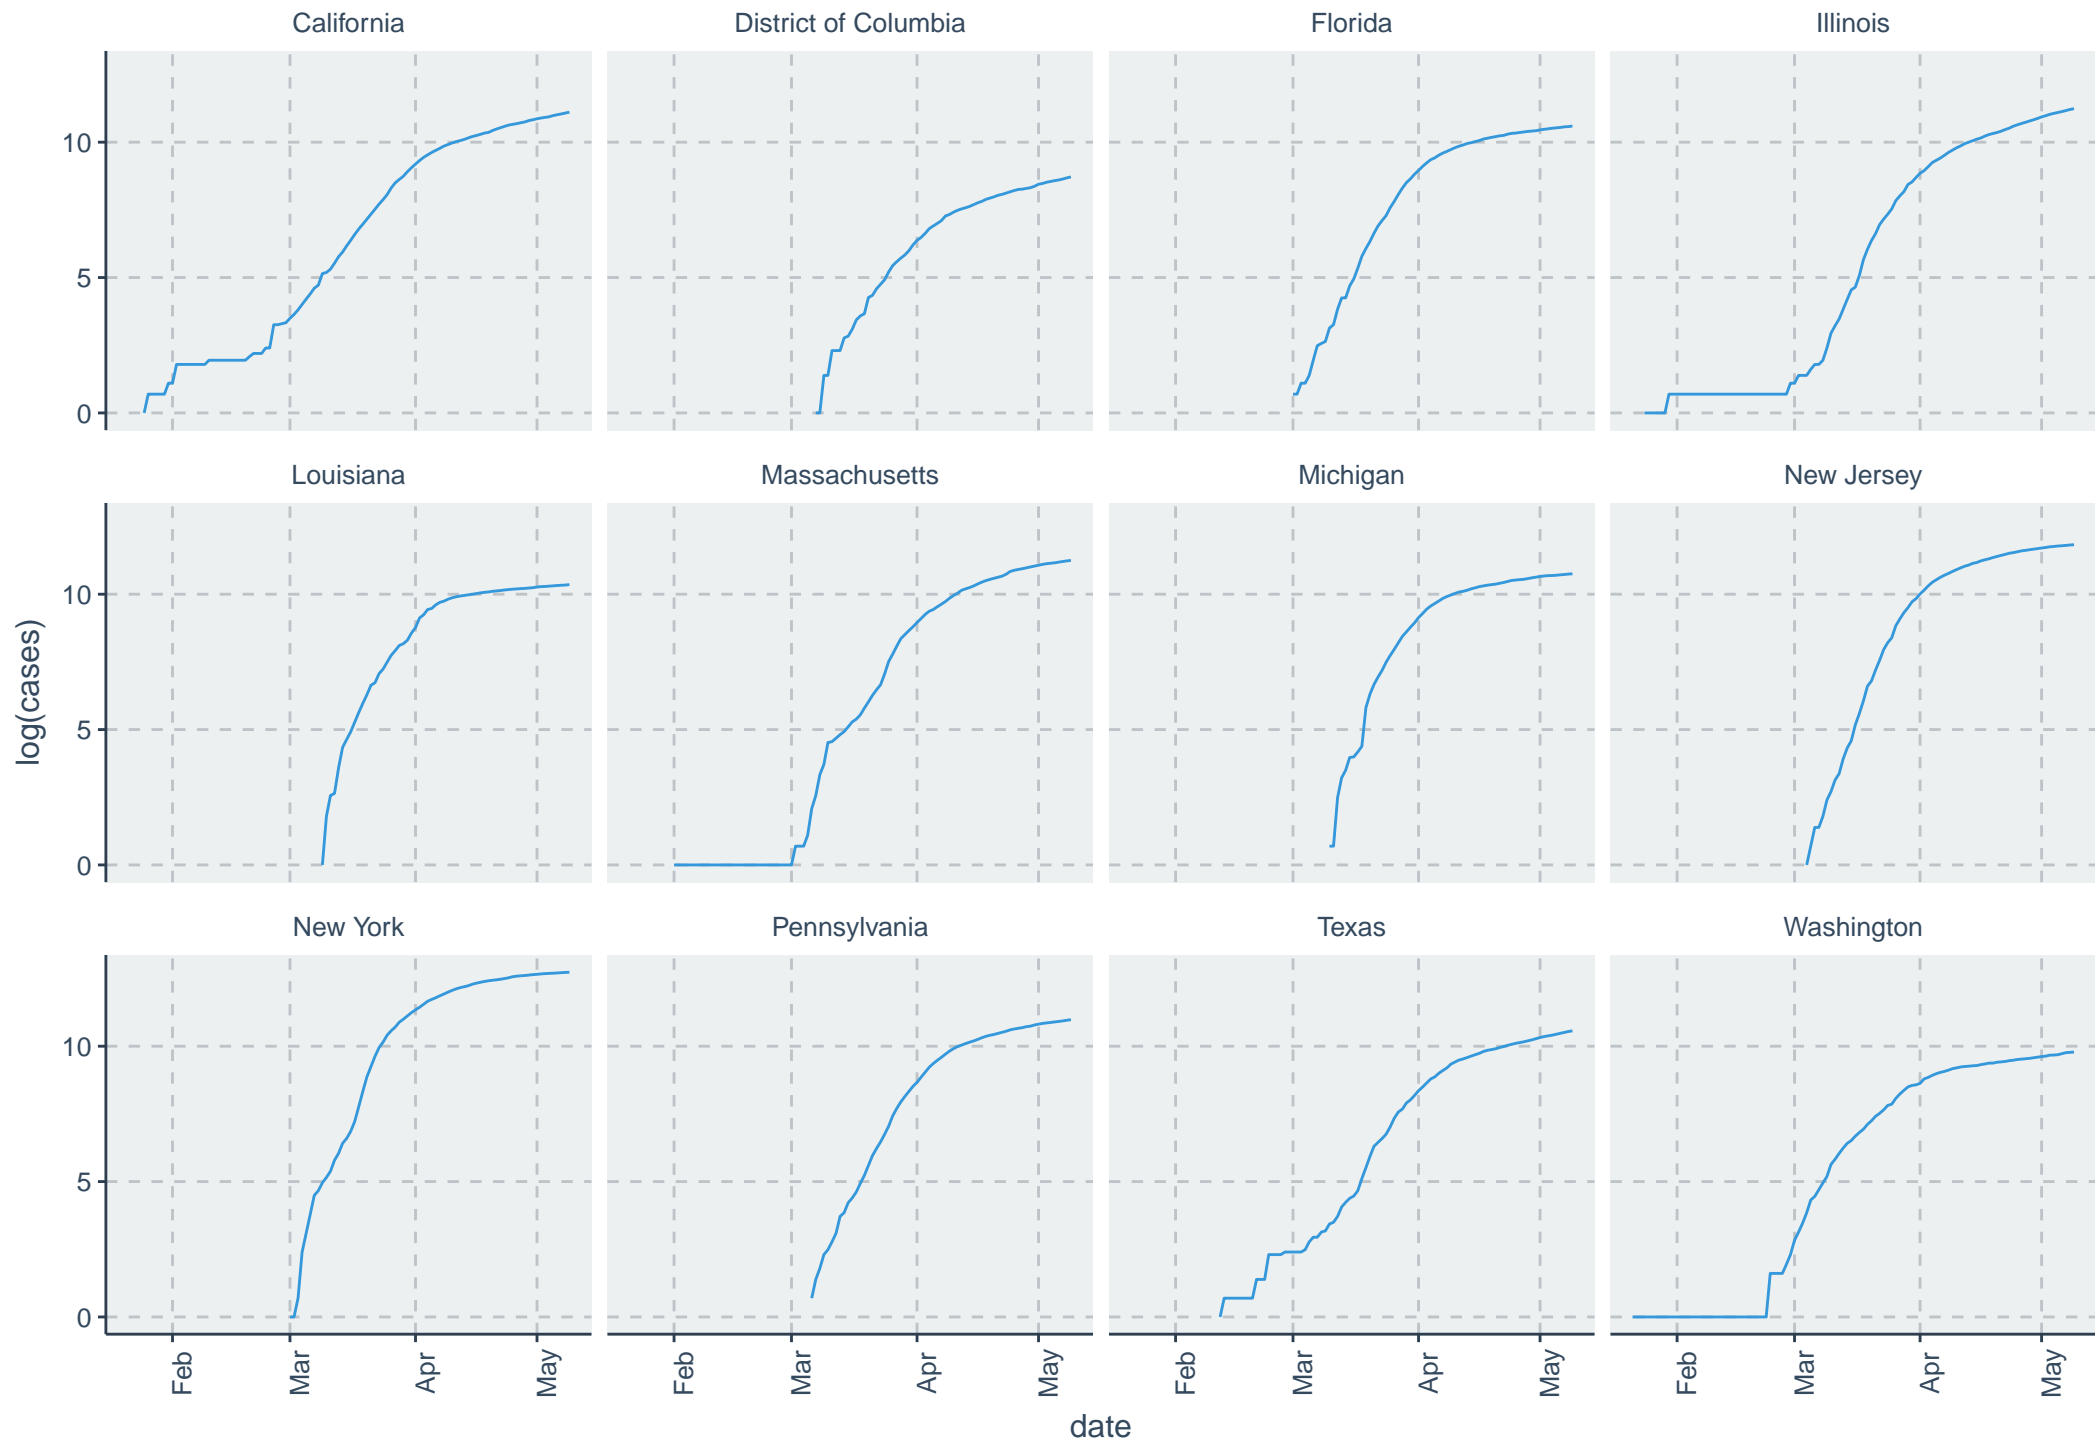 California District of Columbia Florida Illinois
10
5
0
Louisiana Massachusetts Michigan New Jersey
log(cases)
10
5
0
New York Pennsylvania Texas Washington
10
5
0
Feb Mar Apr May Feb Mar Apr May Feb Mar Apr May Feb Mar Apr May
date